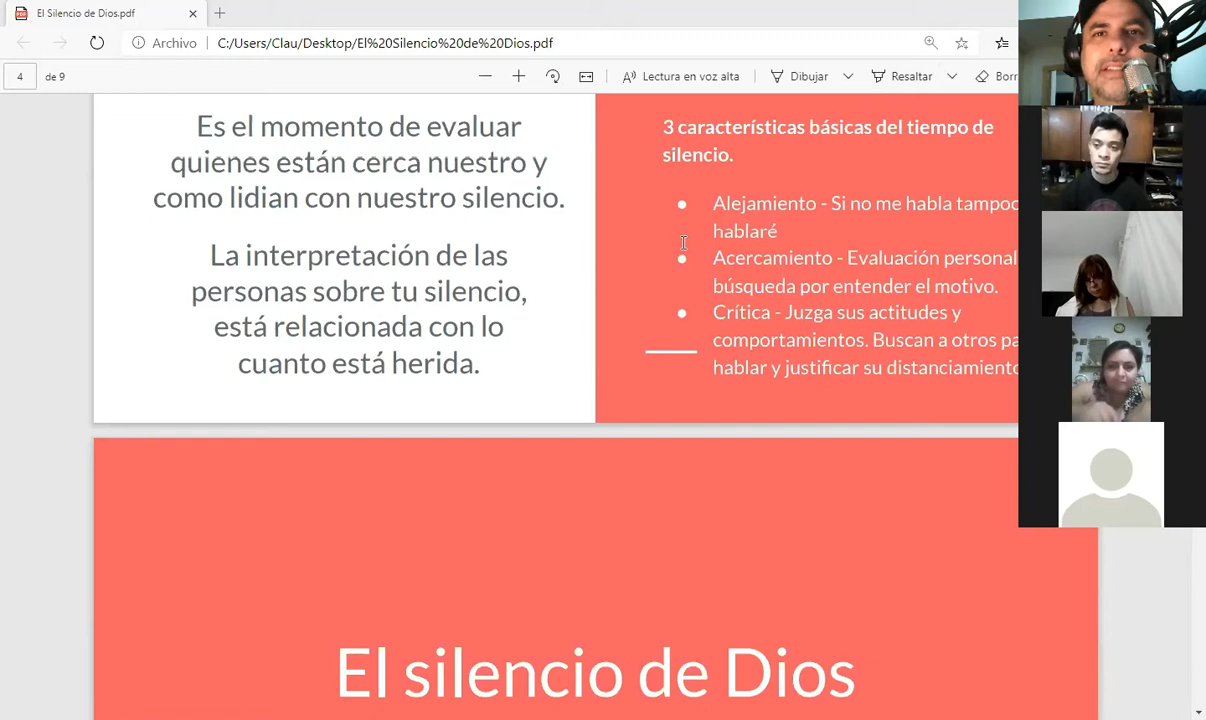 El Silencio de Dios.pdf
Archivo
C:/Users/Clau/Desktop/El%20Silencio%20de%20Dios.pdf
4 de 9
Lectura en voz alta
Dibujar
Resaltar
Es el momento de evaluar
quienes están cerca nuestro y
como lidian con nuestro silencio.
La interpretación de las
personas sobre tu silencio,
está relacionada con lo
cuanto está herida.
3 características básicas del tiempo de
silencio.
Alejamiento - Si no me habla
hablaré
Acercamiento - Evaluación personal
búsqueda por entender el motivo.
Crítica - Juzga sus actitudes y
comportamientos. Buscan a otros
hablar y justificar su
El silencio de Dios